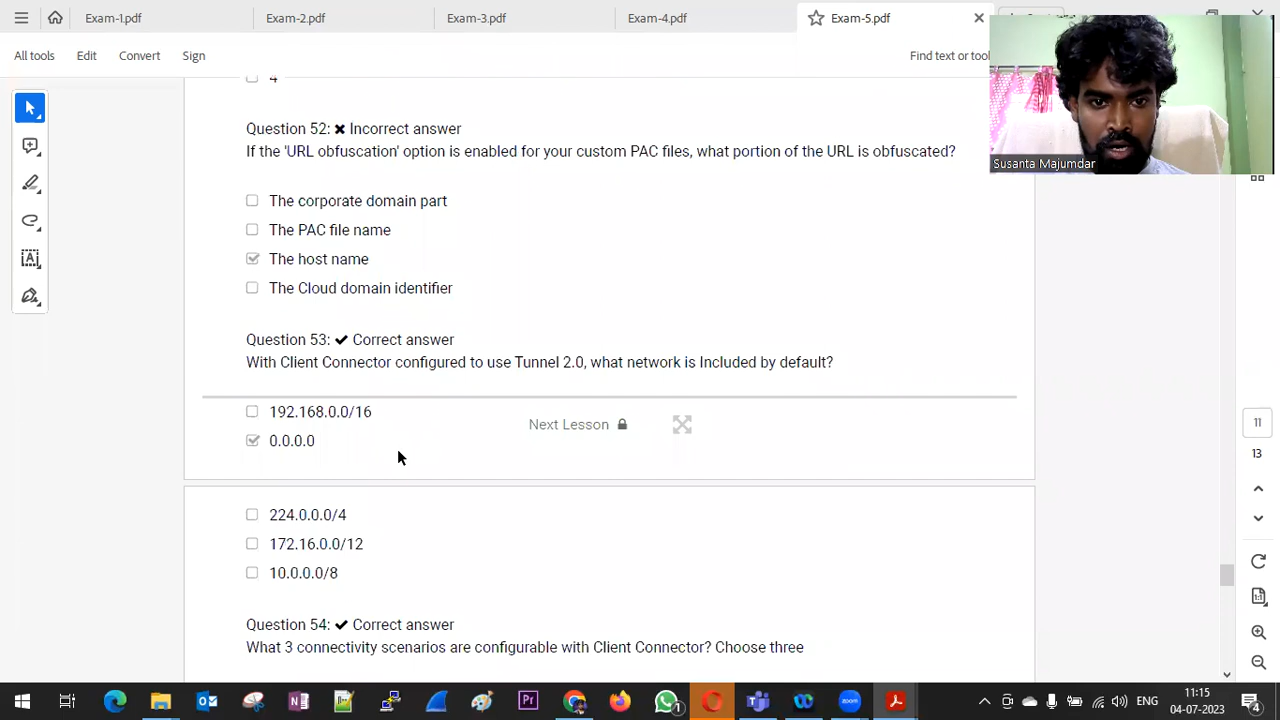 Exam-1.pdf
Exam-2.pdf
Exam-3.pdf
Exam-4.pdf
Exam-5.pdf
All tools
Edit
Convert
Sign
Find text or tool
4
Question 52: ✖ Incorrect answer
If the 'URL obfuscation' option is enabled for your custom PAC files, what portion of the URL is obfuscated?
Susanta Majumdar
The corporate domain part
The PAC file name
The host name
The Cloud domain identifier
Question 53: ✔ Correct answer
With Client Connector configured to use Tunnel 2.0, what network is Included by default?
192.168.0.0/16
Next Lesson
0.0.0.0
11
13
224.0.0.0/4
172.16.0.0/12
10.0.0.0/8
Question 54: ✔ Correct answer
What 3 connectivity scenarios are configurable with Client Connector? Choose three
ENG
11:15
04-07-2023